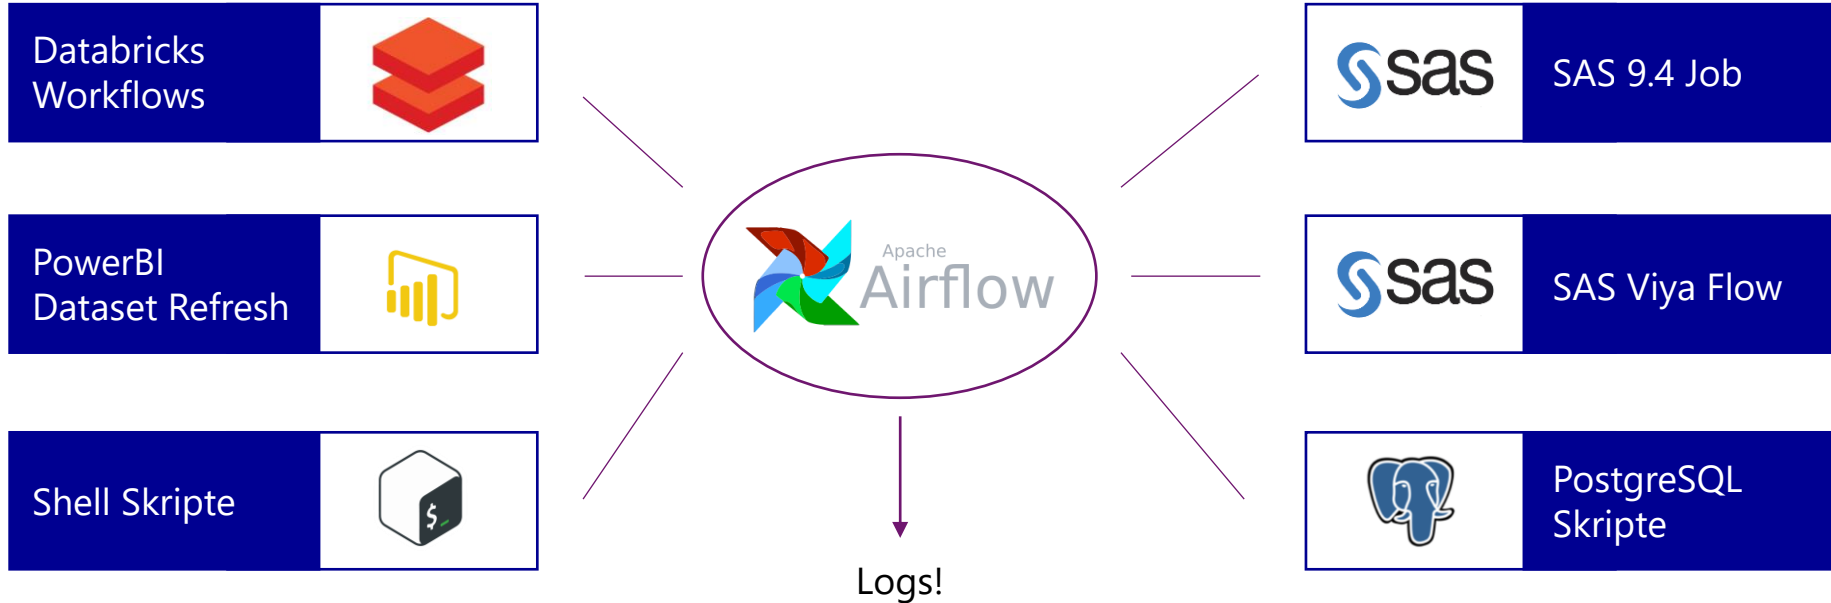 Databricks
Workflows
sas
SAS 9.4 Job
PowerBI
Dataset Refresh
Apache
Airflow
sas
SAS Viya Flow
Shell Skripte
$_
PostgreSQL
Skripte
Logs!